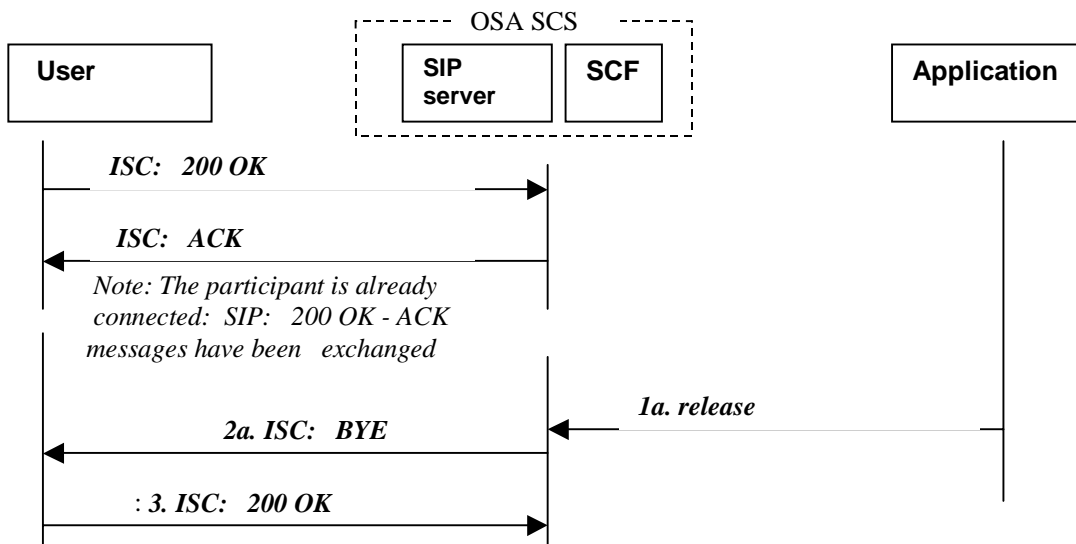 OSA SCS
User
SIP
server
SCF
Application
ISC: 200 OK
ISC: ACK
Note: The participant is already
connected: SIP: 200 OK - ACK
messages have been exchanged
1a. release
2a. ISC: BYE
: 3. ISC: 200 OK